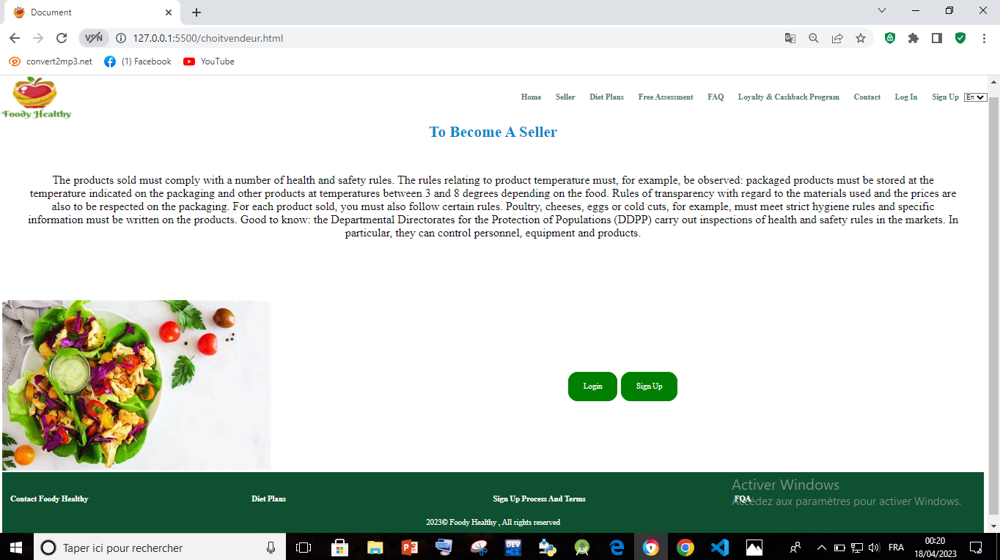 Document
VPN
127.0.0.1:5500/choitvendeur.html
convert2mp3.net (1) Facebook YouTube
Foody Healthy
Home Seller Diet Plans Free Assessment FAQ Loyalty & Cashback Program Contact Log In Sign Up En
To Become A Seller
The products sold must comply with a number of health and safety rules. The rules relating to product temperature must, for example, be observed: packaged products must be stored at the
temperature indicated on the packaging and other products at temperatures between 3 and 8 degrees depending on the food. Rules of transparency with regard to the materials used and the prices are
also to be respected on the packaging. For each product sold, you must also follow certain rules. Poultry, cheeses, eggs or cold cuts, for example, must meet strict hygiene rules and specific
information must be written on the products. Good to know: the Departmental Directorates for the Protection of Populations (DDPP) carry out inspections of health and safety rules in the markets. In
particular, they can control personnel, equipment and products.
Login Sign Up
Activer Windows
Accédez aux paramètres pour activer Windows.
Contact Foody Healthy Diet Plans Sign Up Process And Terms FQA
2023© Foody Healthy , All rights reserved
Taper ici pour rechercher
DEV
FRA
00:20
18/04/2023